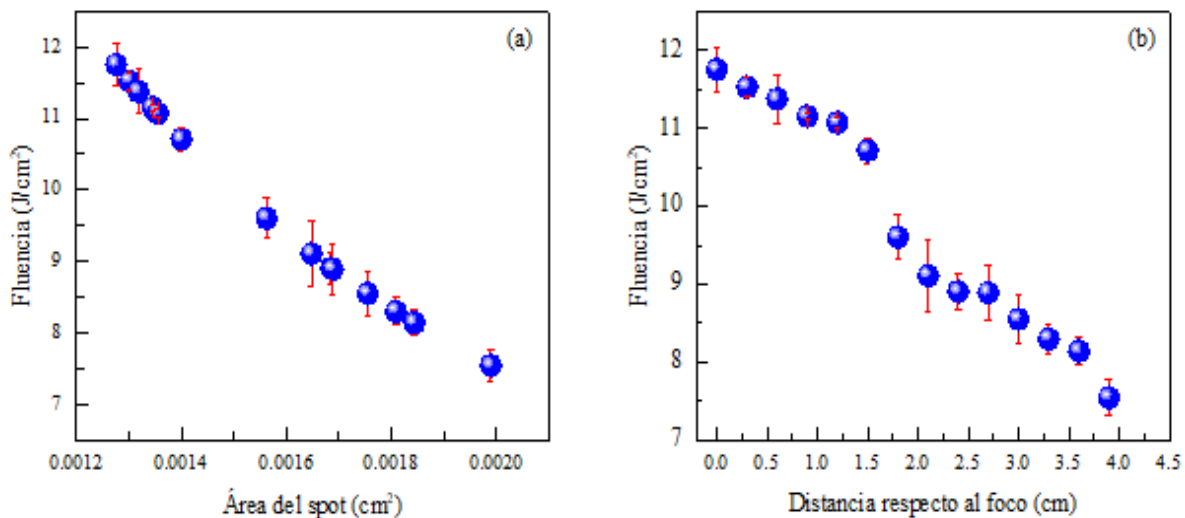 (a)
12
11
10
9
8
7
Fluencia (J/cm²)
0.0012 0.0014 0.0016 0.0018 0.0020
Área del spot (cm²)
(b)
12
11
10
9
8
7
Fluencia (J/cm²)
0.0 0.5 1.0 1.5 2.0 2.5 3.0 3.5 4.0 4.5
Distancia respecto al foco (cm)